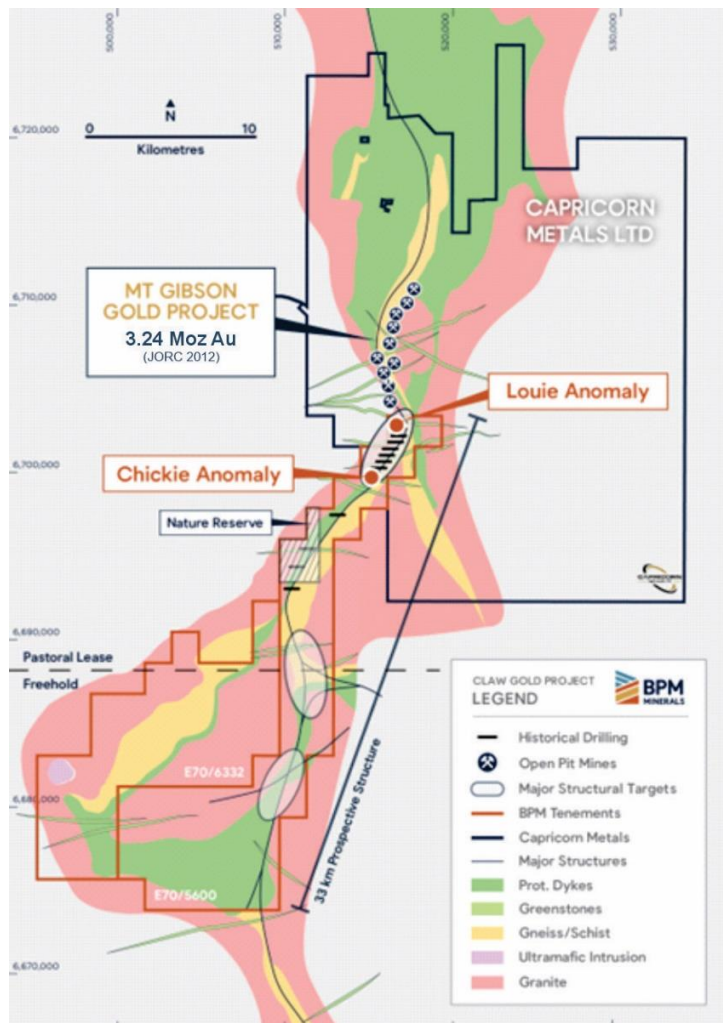 500,000
510,000
520,000
530,000
6,720,000
N
0 10
Kilometres
CAPRICORN
METALS LTD
MT GIBSON
GOLD PROJECT
3.24 Moz Au
(JORC 2012)
6,710,000
Louie Anomaly
6,700,000
Chickie Anomaly
Nature Reserve
CAPRICORN
6,690,000
Pastoral Lease
Freehold
33 km Prospective Structure
E70/6332
6,680,000
E70/5600
6,670,000
CLAW GOLD PROJECT
LEGEND
BPM
MINERALS
Historical Drilling
Open Pit Mines
Major Structural Targets
BPM Tenements
Capricorn Metals
Major Structures
Prot. Dykes
Greenstones
Gneiss/Schist
Ultramafic Intrusion
Granite